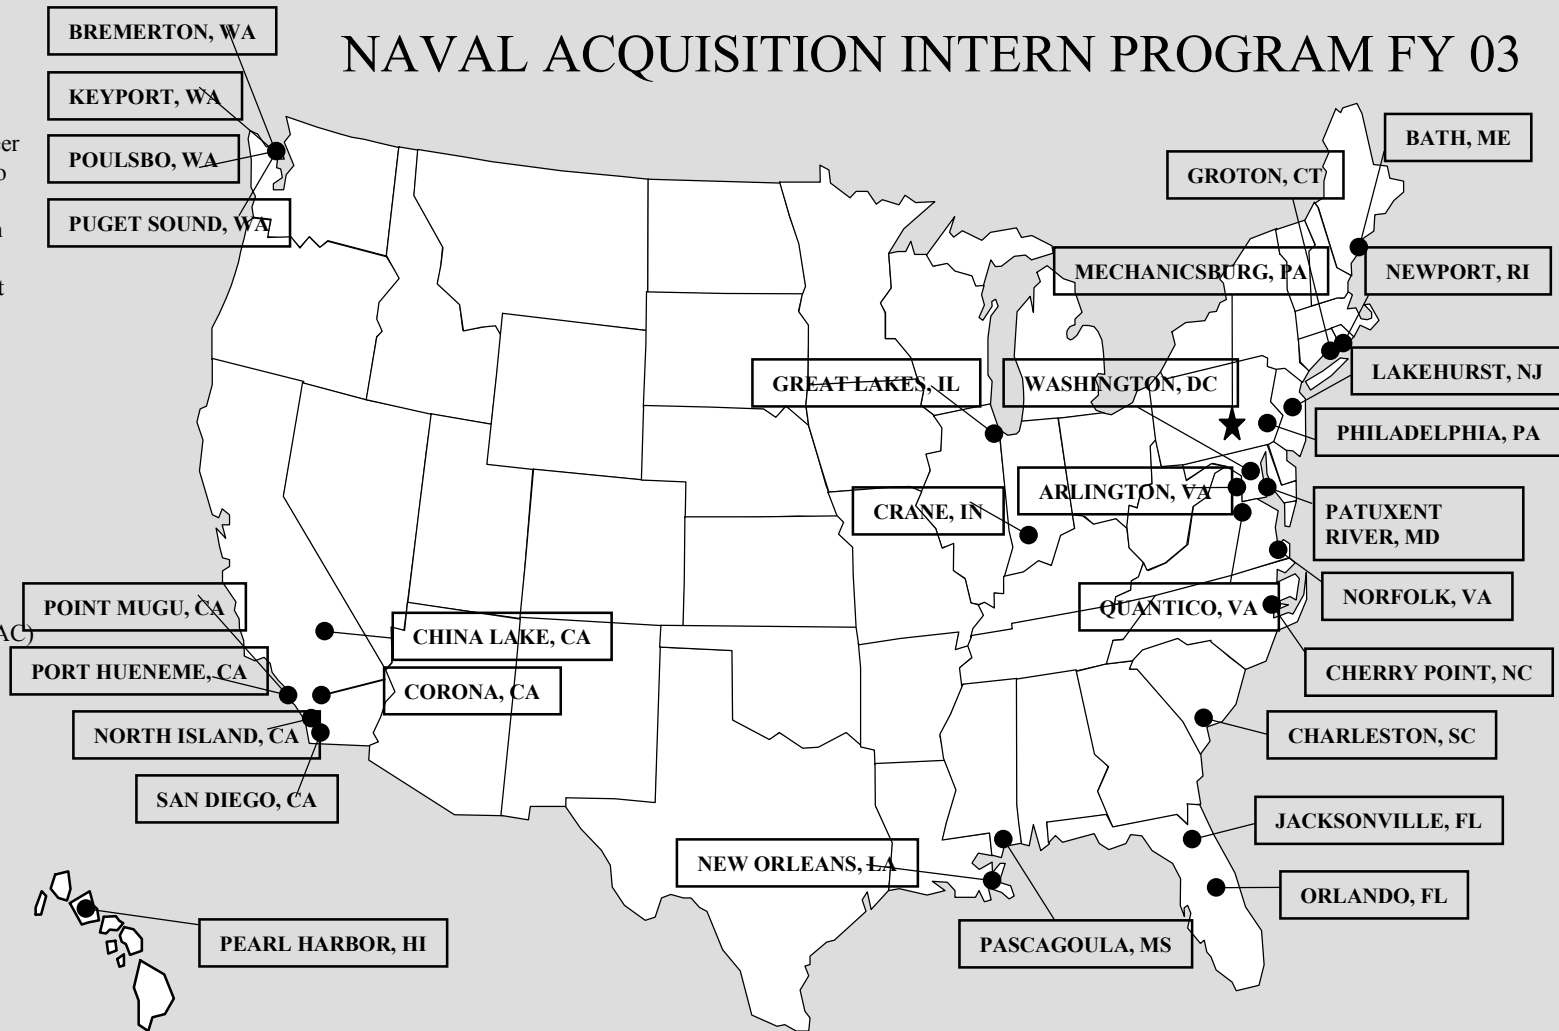 NAVAL ACQUISITION INTERN PROGRAM FY 03
BREMERTON, WA
KEYPORT, WA
POULSBO, WA
PUGET SOUND, WA
BATH, ME
GROTON, CT
MECHANICSBURG, PA
NEWPORT, RI
GREAT LAKES, IL
WASHINGTON, DC
LAKEHURST, NJ
PHILADELPHIA, PA
ARLINGTON, VA
CRANE, IN
PATUXENT
RIVER, MD
POINT MUGU, CA
QUANTICO, VA
NORFOLK, VA
AC)
CHINA LAKE, CA
PORT HUENEME, CA
CORONA, CA
CHERRY POINT, NC
NORTH ISLAND, CA
CHARLESTON, SC
SAN DIEGO, CA
JACKSONVILLE, FL
NEW ORLEANS, LA
ORLANDO, FL
PEARL HARBOR, HI
PASCAGOULA, MS